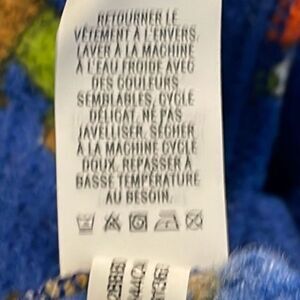 RETOURNER LE
VÊTEMENT À L'ENVERS.
LAVER À LA MACHINE
À L'EAU FROIDE AVEC
DES COULEURS
SEMBLABLES, CYCLE
DÉLICAT. NE PAS
JAVELLISER. SÉCHER
À LA MACHINE CYCLE
DOUX. REPASSER À
BASSE TEMPÉRATURE
AU BESOIN.